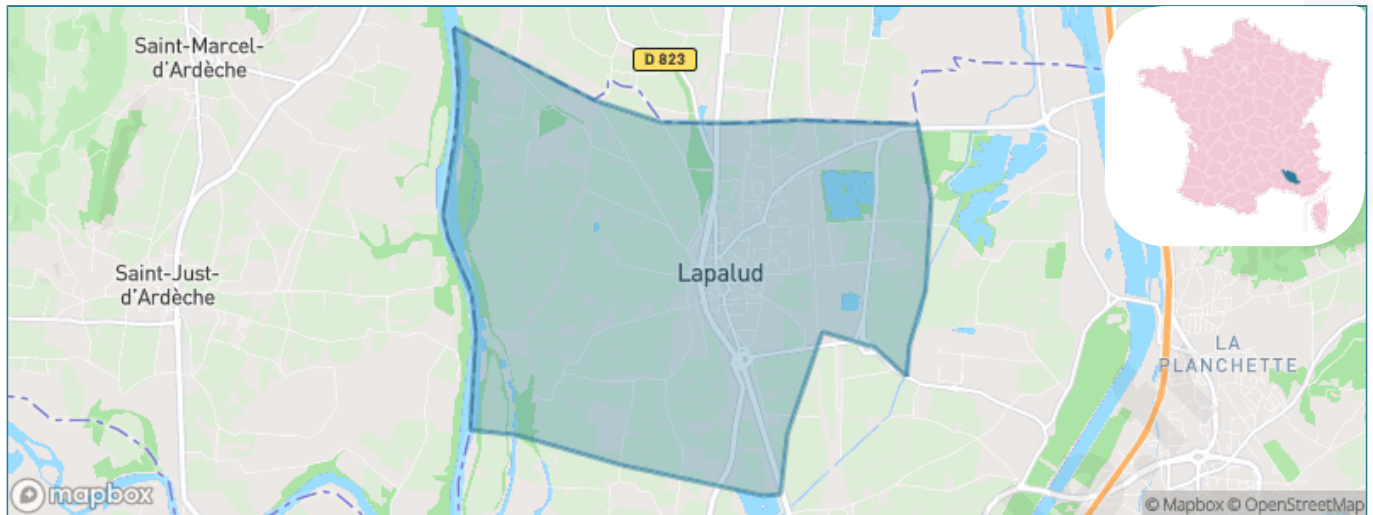 Saint-Marcel-
d'Ardèche
D 823
Lapalud
Saint-Just-
d'Ardèche
LA
PLANCHETTE
mapbox
© Mapbox © OpenStreetMap